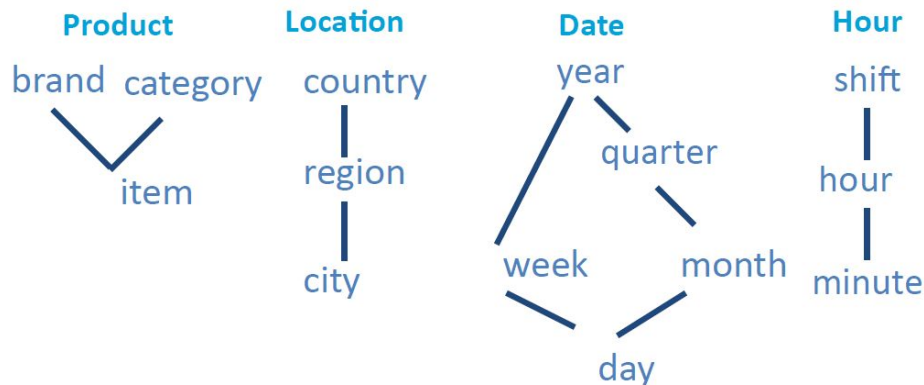 Product
brand category
item
Location
country
region
city
Date
year
quarter
week month
day
Hour
shift
hour
minute